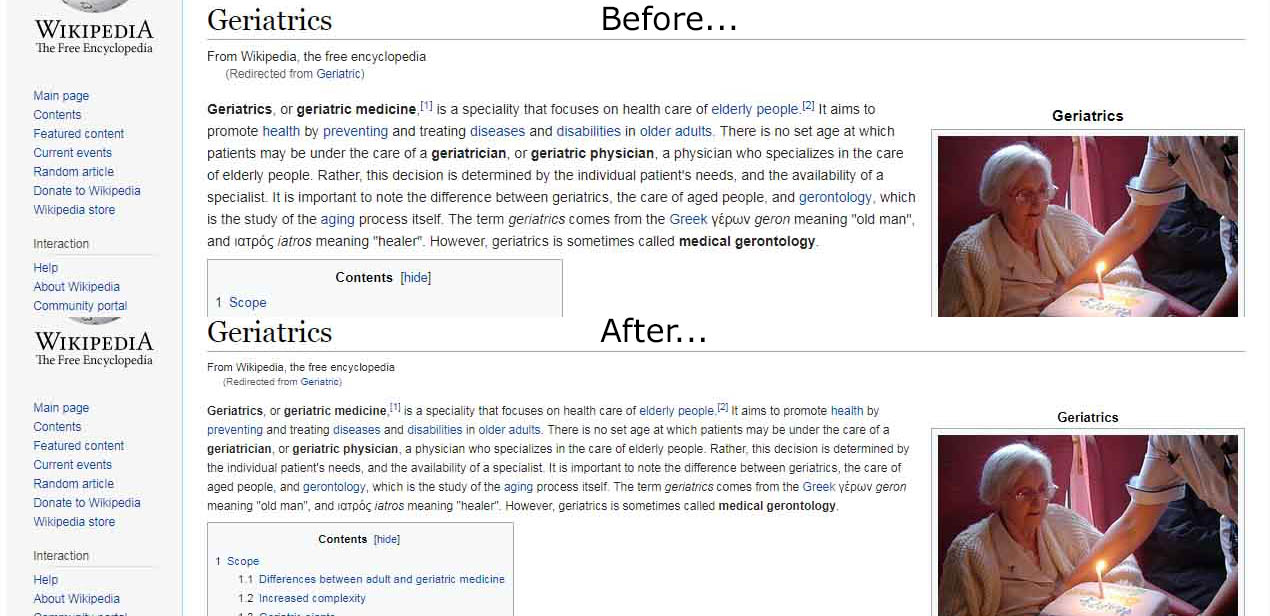 Geriatrics
Before...
WIKIPEDIA
The Free Encyclopedia
From Wikipedia, the free encyclopedia
(Redirected from Geriatric)
Main page
Contents
Featured content
Current events
Random article
Donate to Wikipedia
Wikipedia store
Interaction
Help
About Wikipedia
Community portal
Geriatrics, or geriatric medicine,[1] is a speciality that focuses on health care of elderly people.[2] It aims to
promote health by preventing and treating diseases and disabilities in older adults. There is no set age at which
patients may be under the care of a geriatrician, or geriatric physician, a physician who specializes in the care
of elderly people. Rather, this decision is determined by the individual patient's needs, and the availability of a
specialist. It is important to note the difference between geriatrics, the care of aged people, and gerontology, which
is the study of the aging process itself. The term geriatrics comes from the Greek γέρων geron meaning "old man",
and ιατρός iatros meaning "healer". However, geriatrics is sometimes called medical gerontology.
Contents [hide]
1 Scope
Geriatrics
Geriatrics
After...
WIKIPEDIA
The Free Encyclopedia
From Wikipedia, the free encyclopedia
(Redirected from Geriatric)
Main page
Contents
Featured content
Current events
Random article
Donate to Wikipedia
Wikipedia store
Interaction
Help
About Wikipedia
Community portal
Geriatrics, or geriatric medicine,[1] is a speciality that focuses on health care of elderly people.[2] It aims to promote health by
preventing and treating diseases and disabilities in older adults. There is no set age at which patients may be under the care of a
geriatrician, or geriatric physician, a physician who specializes in the care of elderly people. Rather, this decision is determined by
the individual patient's needs, and the availability of a specialist. It is important to note the difference between geriatrics, the care of
aged people, and gerontology, which is the study of the aging process itself. The term geriatrics comes from the Greek γέρων geron
meaning "old man", and ιατρός iatros meaning "healer". However, geriatrics is sometimes called medical gerontology.
Contents [hide]
1 Scope
1.1 Differences between adult and geriatric medicine
1.2 Increased complexity
1.3 Geriatric giants
Geriatrics